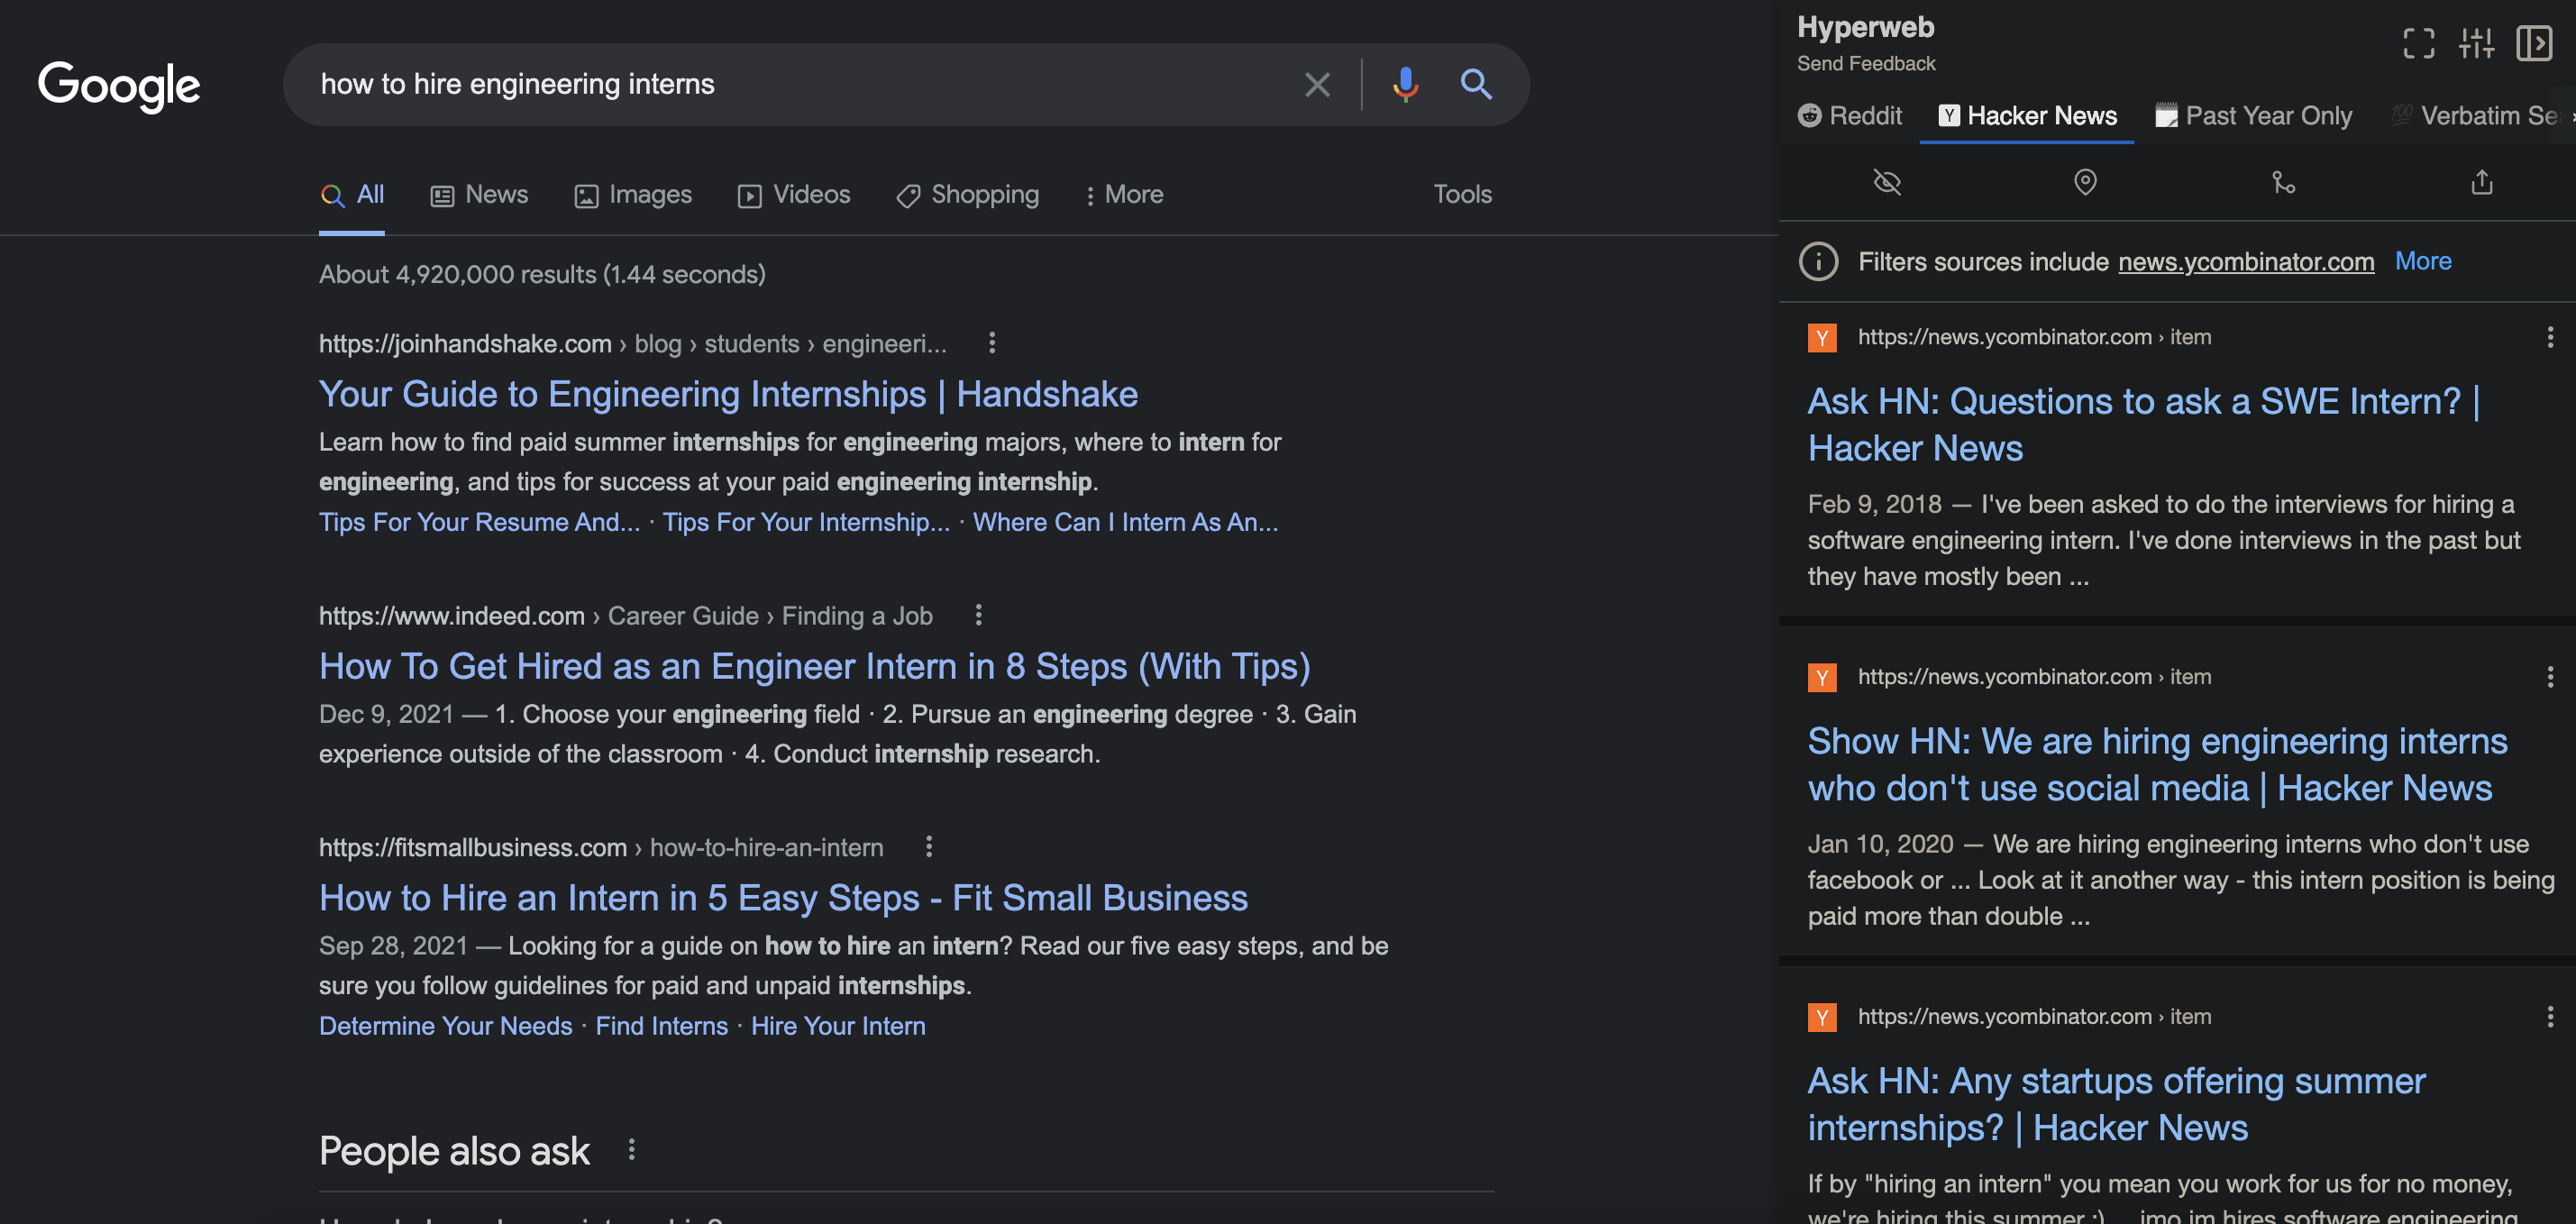 Google
how to hire engineering interns
All
News
Images
Videos
Shopping
More
Tools
About 4,920,000 results (1.44 seconds)
https://joinhandshake.com › blog › students › engineeri...
Your Guide to Engineering Internships | Handshake
Learn how to find paid summer internships for engineering majors, where to intern for
engineering, and tips for success at your paid engineering internship.
Tips For Your Resume And... · Tips For Your Internship... · Where Can I Intern As An...
https://www.indeed.com › Career Guide › Finding a Job
How To Get Hired as an Engineer Intern in 8 Steps (With Tips)
Dec 9, 2021 — 1. Choose your engineering field · 2. Pursue an engineering degree · 3. Gain
experience outside of the classroom · 4. Conduct internship research.
https://fitsmallbusiness.com › how-to-hire-an-intern
How to Hire an Intern in 5 Easy Steps - Fit Small Business
Sep 28, 2021 — Looking for a guide on how to hire an intern? Read our five easy steps, and be
sure you follow guidelines for paid and unpaid internships.
Determine Your Needs · Find Interns · Hire Your Intern
People also ask
Hyperweb
Send Feedback
Reddit
Hacker News
Past Year Only
Verbatim Se
Filters sources include news.ycombinator.com More
https://news.ycombinator.com › item
Ask HN: Questions to ask a SWE Intern? |
Hacker News
Feb 9, 2018 — I've been asked to do the interviews for hiring a
software engineering intern. I've done interviews in the past but
they have mostly been ...
https://news.ycombinator.com › item
Show HN: We are hiring engineering interns
who don't use social media | Hacker News
Jan 10, 2020 — We are hiring engineering interns who don't use
facebook or ... Look at it another way - this intern position is being
paid more than double ...
https://news.ycombinator.com › item
Ask HN: Any startups offering summer
internships? | Hacker News
If by "hiring an intern" you mean you work for us for no money,
we're hiring this summer :) ... imo.im hires software engineering